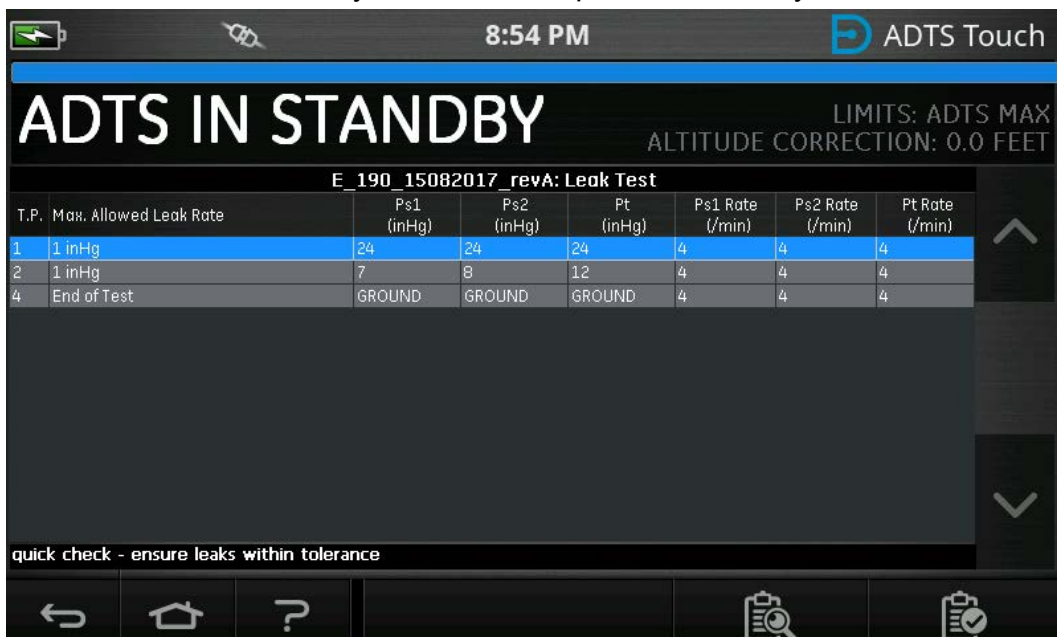 8:54 PM ADTS Touch
ADTS IN STANDBY
LIMITS: ADTS MAX
ALTITUDE CORRECTION: 0.0 FEET
E_190_15082017_revA: Leak Test
T.P. Max. Allowed Leak Rate Ps1 (inHg) Ps2 (inHg) Pt (inHg) Ps1 Rate (/min) Ps2 Rate (/min) Pt Rate (/min)
1 1 inHg 24 24 24 4 4 4
2 1 inHg 7 8 12 4 4 4
4 End of Test GROUND GROUND GROUND 4 4 4
quick check - ensure leaks within tolerance
?